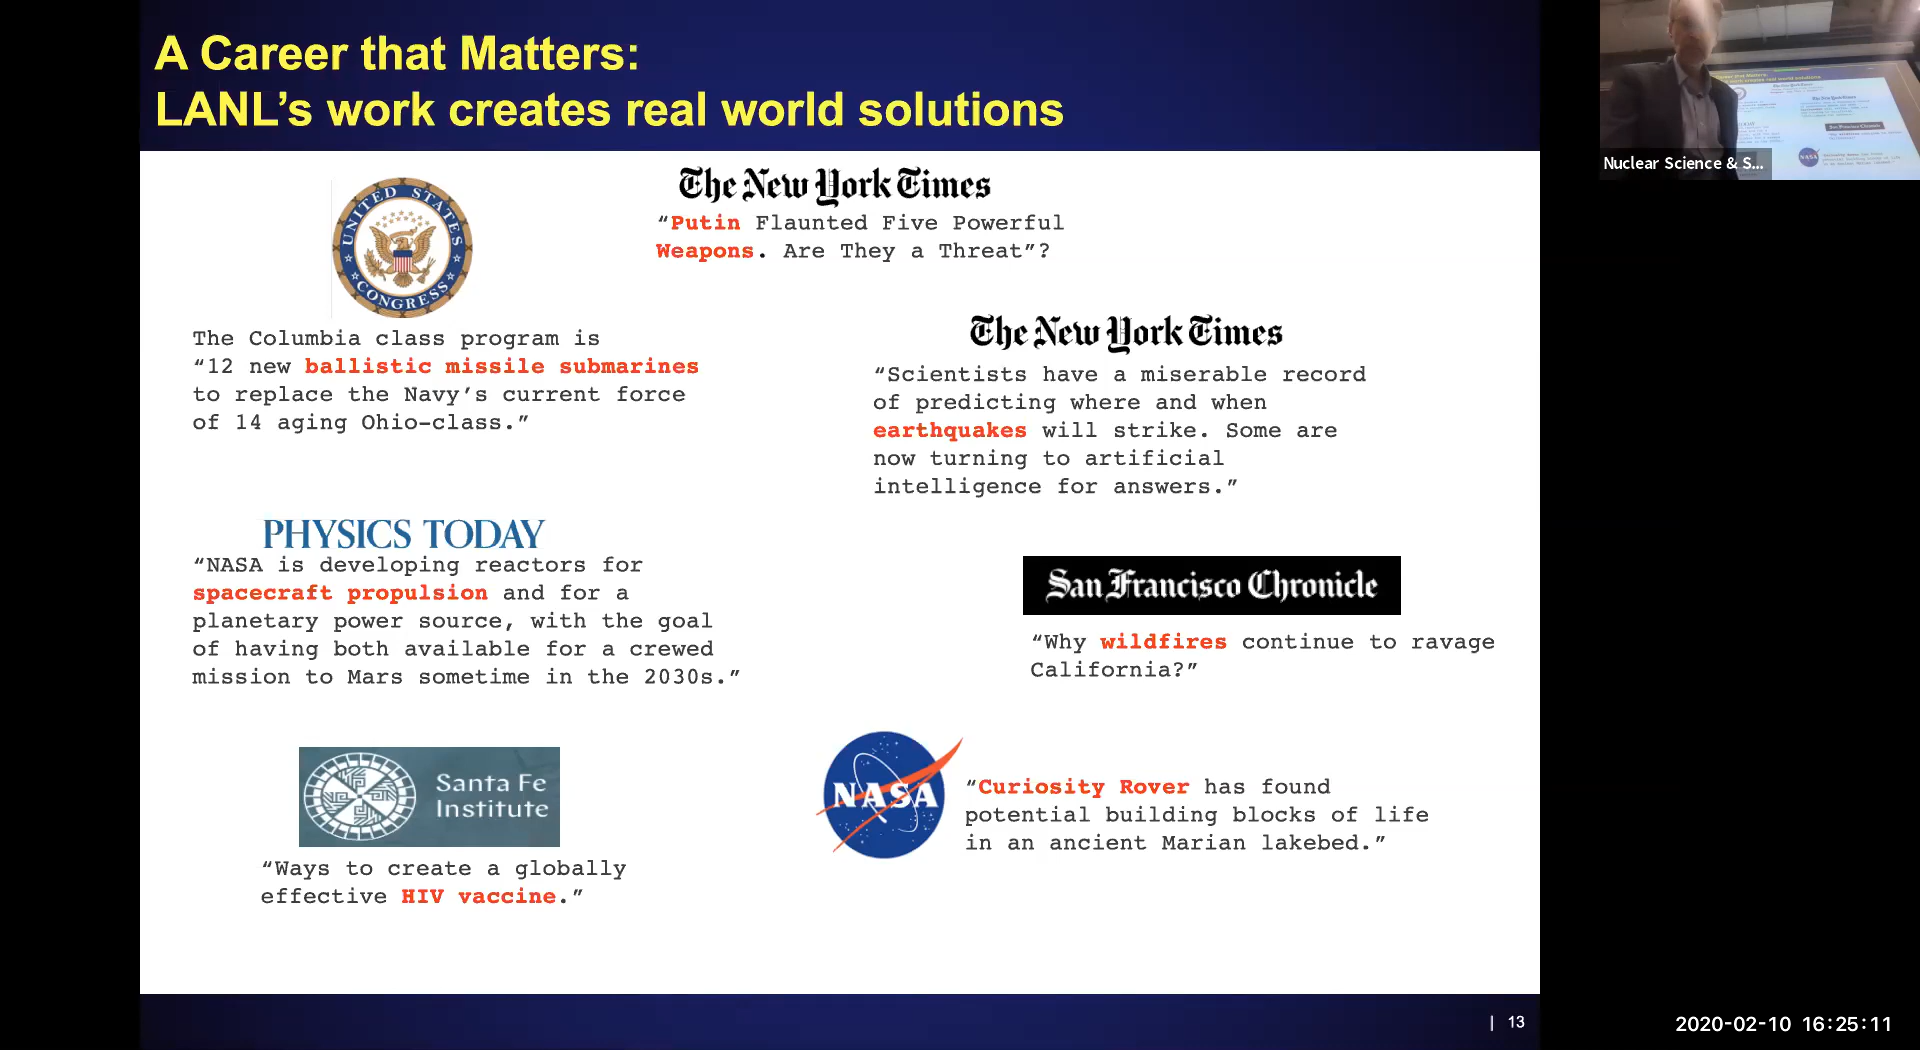 A Career that Matters:
LANL’s work creates real world solutions
UNITED STATES
CONGRESS
The New York Times
“Putin Flaunted Five Powerful
Weapons. Are They a Threat”?
The Columbia class program is
“12 new ballistic missile submarines
to replace the Navy’s current force
of 14 aging Ohio-class.”
The New York Times
“Scientists have a miserable record
of predicting where and when
earthquakes will strike. Some are
now turning to artificial
intelligence for answers.”
PHYSICS TODAY
“NASA is developing reactors for
spacecraft propulsion and for a
planetary power source, with the goal
of having both available for a crewed
mission to Mars sometime in the 2030s.”
San Francisco Chronicle
“Why wildfires continue to ravage
California?”
Santa Fe
Institute
“Ways to create a globally
effective HIV vaccine.”
NASA
“Curiosity Rover has found
potential building blocks of life
in an ancient Marian lakebed.”
| 13
Nuclear Science & S...
2020-02-10 16:25:11